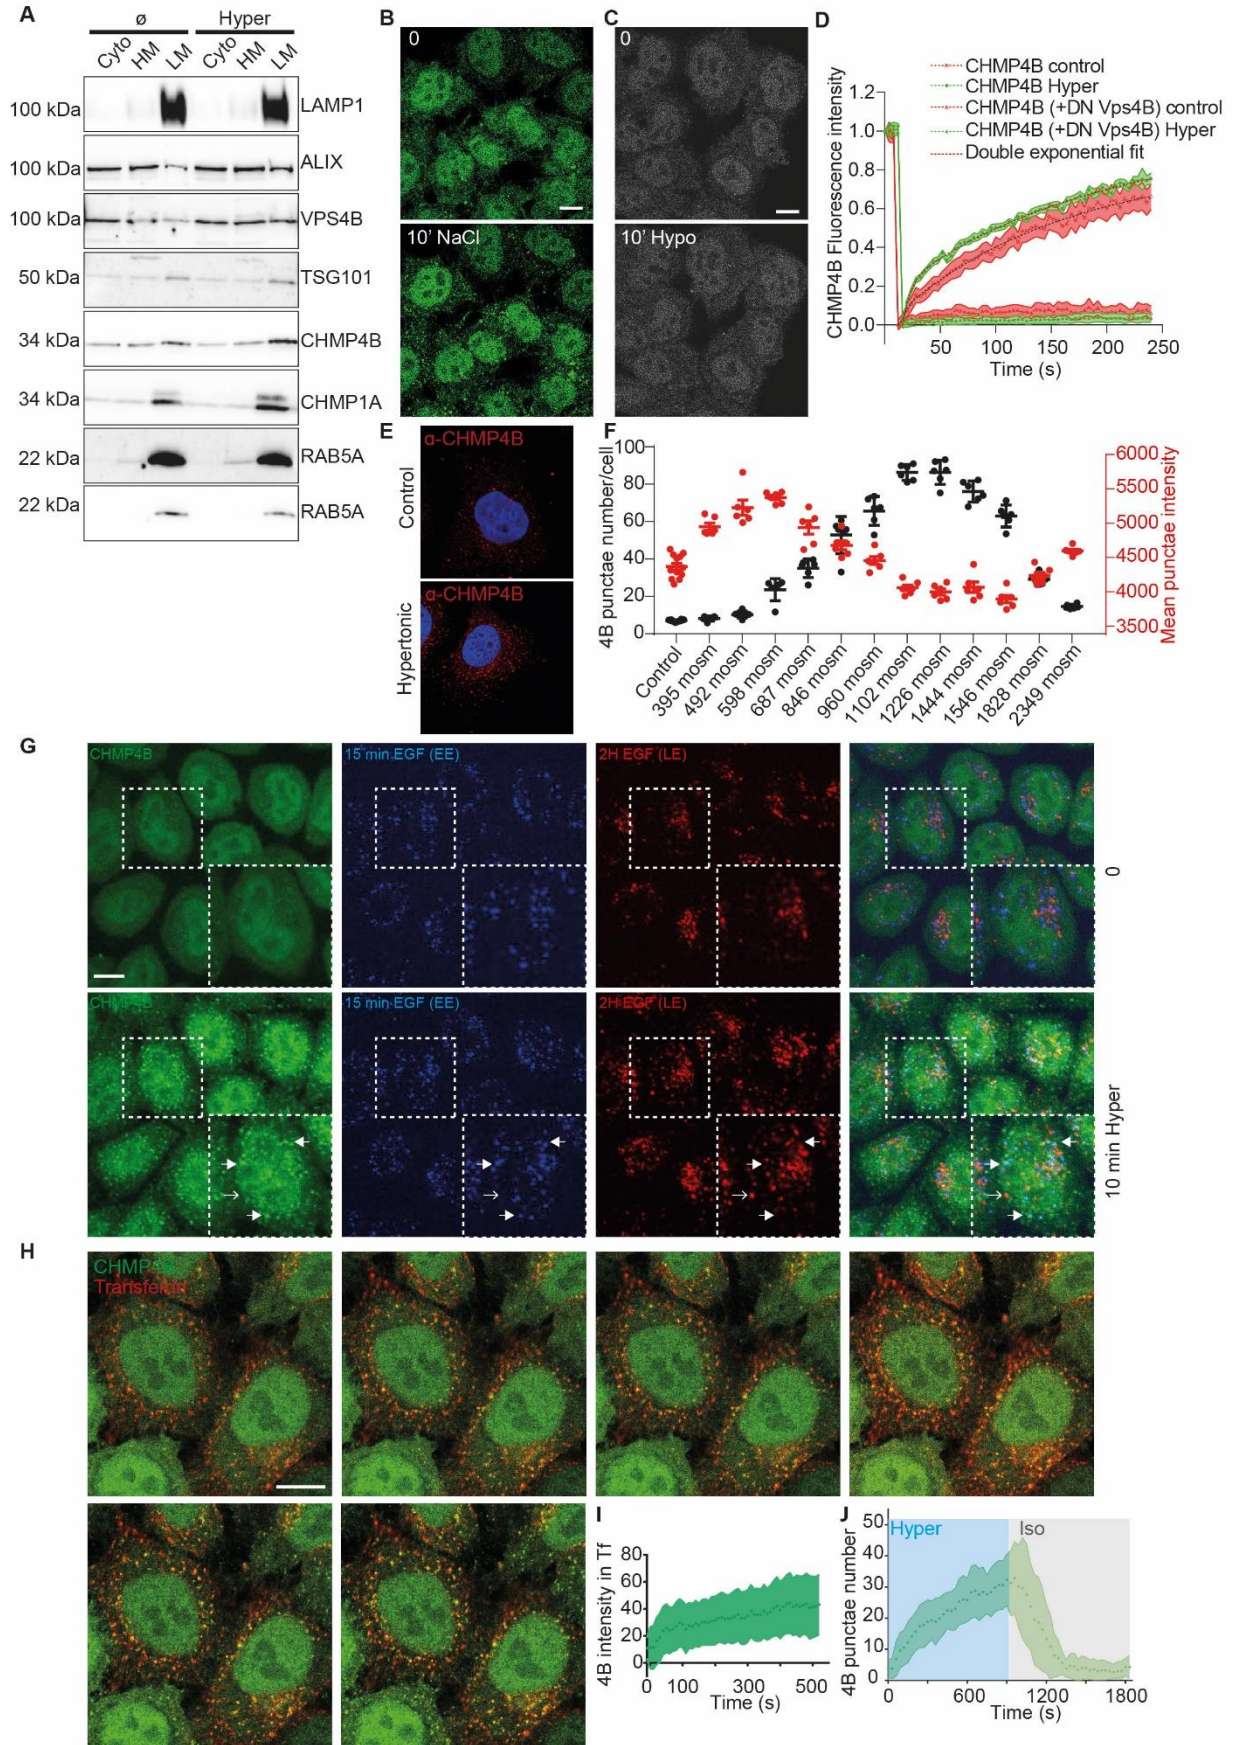 A
ø Hyper
Cyto HM LM Cyto HM LM
100 kDa LAMP1
100 kDa ALIX
100 kDa VPS4B
50 kDa TSG101
34 kDa CHMP4B
34 kDa CHMP1A
22 kDa RAB5A
22 kDa RAB5A
B
0
10' NaCl
C
0
10' Hypo
D
CHMP4B control
CHMP4B Hyper
CHMP4B (+DN Vps4B) control
CHMP4B (+DN Vps4B) Hyper
Double exponential fit
CHMP4B Fluorescence intensity
1.2
1.0
0.8
0.6
0.4
0.2
0.0
50 100 150 200 250
Time (s)
E
α-CHMP4B
Control
α-CHMP4B
Hypertonic
F
4B punctae number/cell
100
80
60
40
20
0
Mean punctae intensity
6000
5500
5000
4500
4000
3500
Control
395 mosm
492 mosm
598 mosm
687 mosm
846 mosm
960 mosm
1102 mosm
1226 mosm
1444 mosm
1546 mosm
1828 mosm
2349 mosm
G
CHMP4B 15 min EGF (EE) 2H EGF (LE)
0
CHMP4B 15 min EGF (EE) 2H EGF (LE)
10 min Hyper
H
CHMP4B
Transferrin
I
4B intensity in Tf
80
60
40
20
0
0 100 300 500
Time (s)
J
Hyper Iso
4B punctae number
50
40
30
20
10
0
0 600 1200 1800
Time (s)